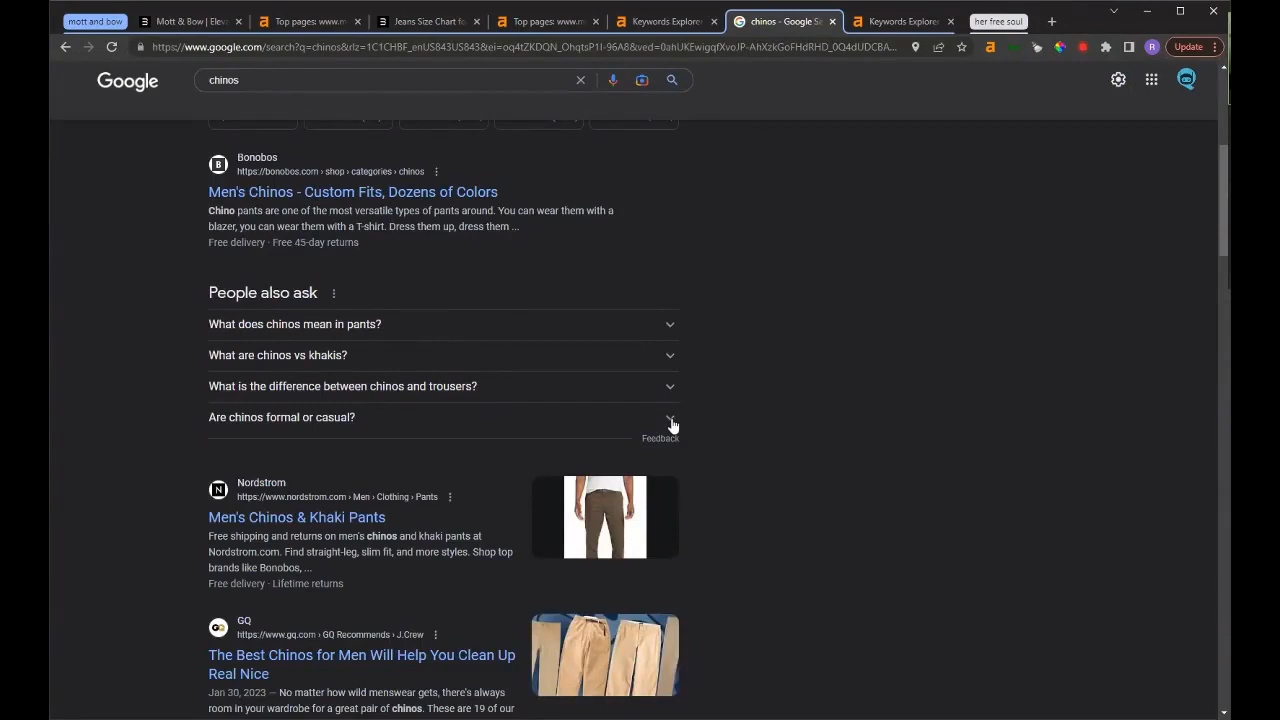 mott and bow
Mott & Bow | Elev
Top pages: www.m
Jeans Size Chart fo
Top pages: www.m
Keywords Explorer
chinos - Google Se
Keywords Explorer
her free soul
https://www.google.com/search?q=chinos&rlz=1C1CHBF_enUS843US843&ei=oq4tZKDQN_OhqtsP1I-96A8&ved=0ahUKEwigqfXvoJP-AhXzkGoFHdRHD_0Q4dUDCBA...
R
Update
Google
chinos
B
Bonobos
https://bonobos.com › shop › categories › chinos
Men's Chinos - Custom Fits, Dozens of Colors
Chino pants are one of the most versatile types of pants around. You can wear them with a
blazer, you can wear them with a T-shirt. Dress them up, dress them ...
Free delivery · Free 45-day returns
People also ask
What does chinos mean in pants?
What are chinos vs khakis?
What is the difference between chinos and trousers?
Are chinos formal or casual?
Feedback
N
Nordstrom
https://www.nordstrom.com › Men › Clothing › Pants
Men's Chinos & Khaki Pants
Free shipping and returns on men's chinos and khaki pants at
Nordstrom.com. Find straight-leg, slim fit, and more styles. Shop top
brands like Bonobos, ...
Free delivery · Lifetime returns
GQ
GQ
https://www.gq.com › GQ Recommends › J.Crew
The Best Chinos for Men Will Help You Clean Up
Real Nice
Jan 30, 2023 — No matter how wild menswear gets, there's always
room in your wardrobe for a great pair of chinos. These are 19 of our